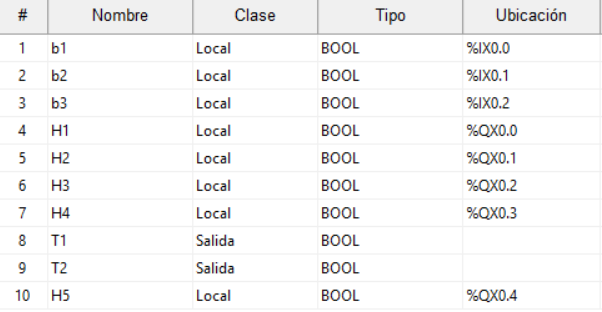 # Nombre Clase Tipo Ubicación
1 b1 Local BOOL %IX0.0
2 b2 Local BOOL %IX0.1
3 b3 Local BOOL %IX0.2
4 H1 Local BOOL %QX0.0
5 H2 Local BOOL %QX0.1
6 H3 Local BOOL %QX0.2
7 H4 Local BOOL %QX0.3
8 T1 Salida BOOL
9 T2 Salida BOOL
10 H5 Local BOOL %QX0.4